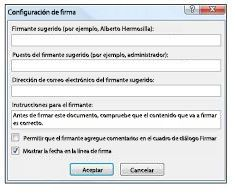 Configuración de firma
Firmante sugerido (por ejemplo, Alberto Hermosilla):
Puesto del firmante sugerido (por ejemplo, administrador):
Dirección de correo electrónico del firmante sugerido:
Instrucciones para el firmante:
Antes de firmar este documento, compruebe que el contenido que va a firmar
es correcto.
Permitir que el firmante agregue comentarios en el cuadro de diálogo Firmar
Mostrar la fecha en la línea de firma
Aceptar
Cancelar